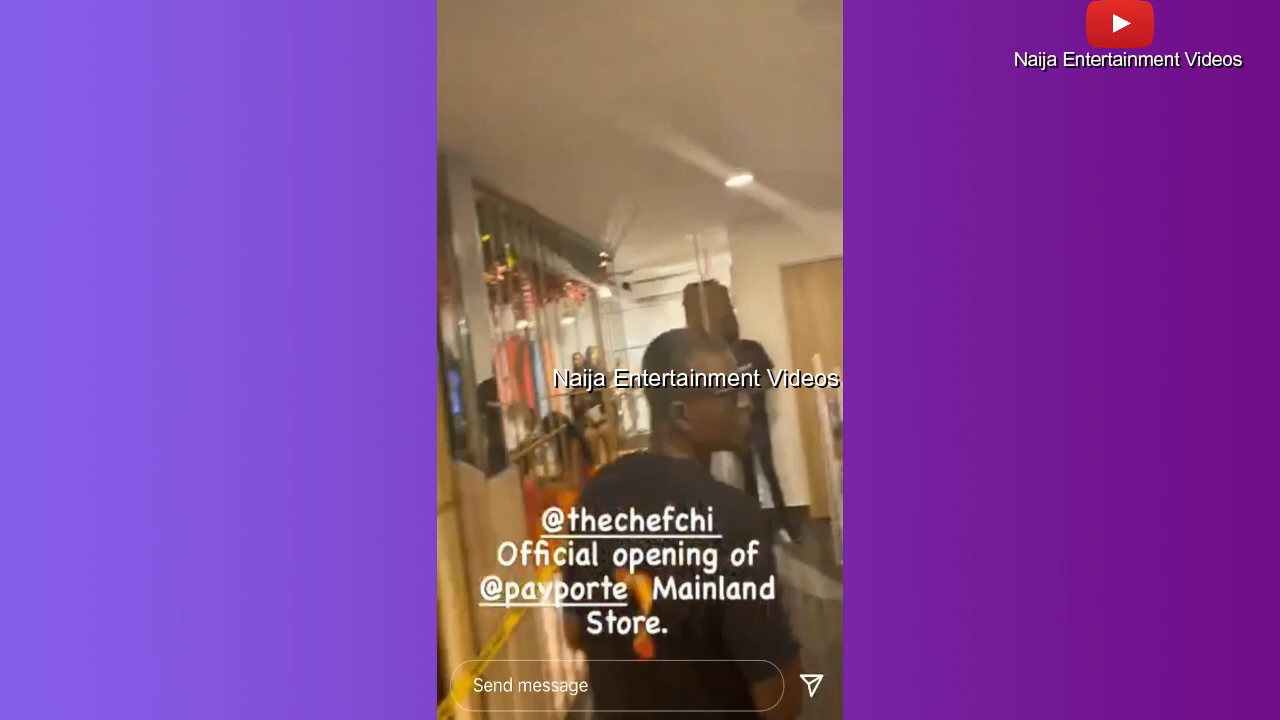 Naija Entertainment Videos
Naija Entertainment Videos
@thechefchi
Official opening of
@payporte Mainland
Store.
Send message